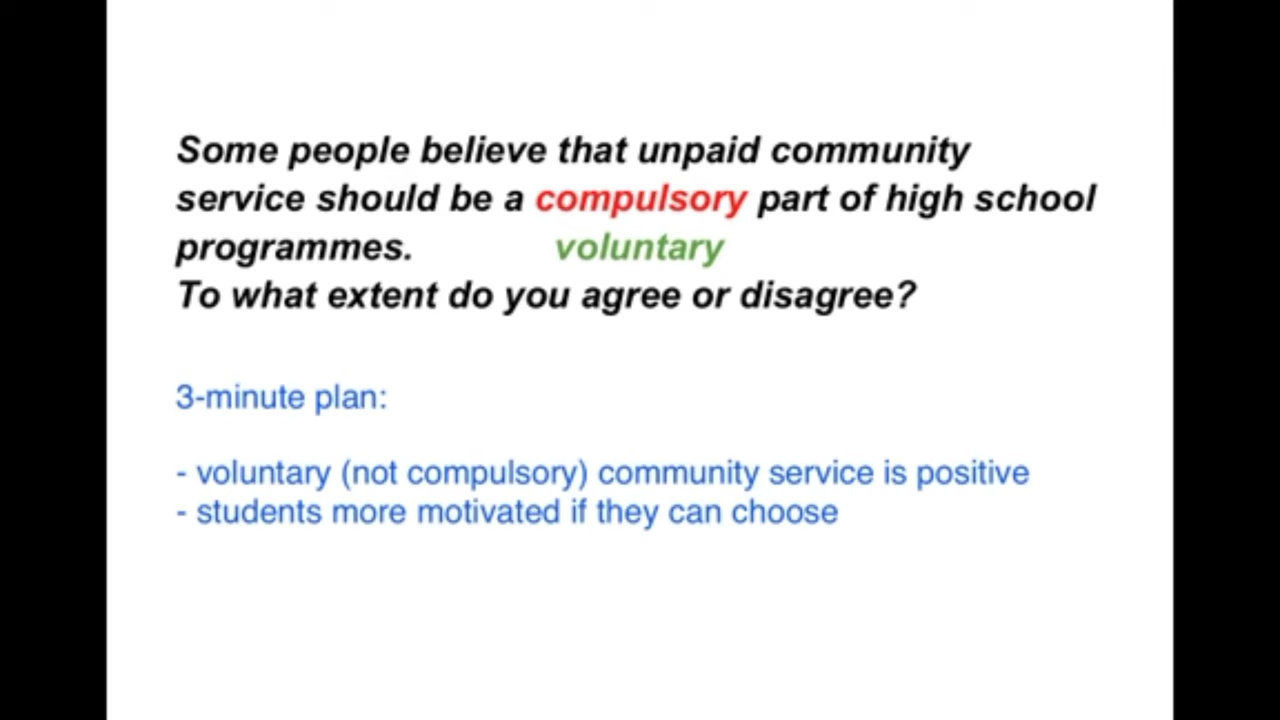 Some people believe that unpaid community
service should be a compulsory part of high school
programmes. voluntary
To what extent do you agree or disagree?
3-minute plan:
- voluntary (not compulsory) community service is positive
- students more motivated if they can choose